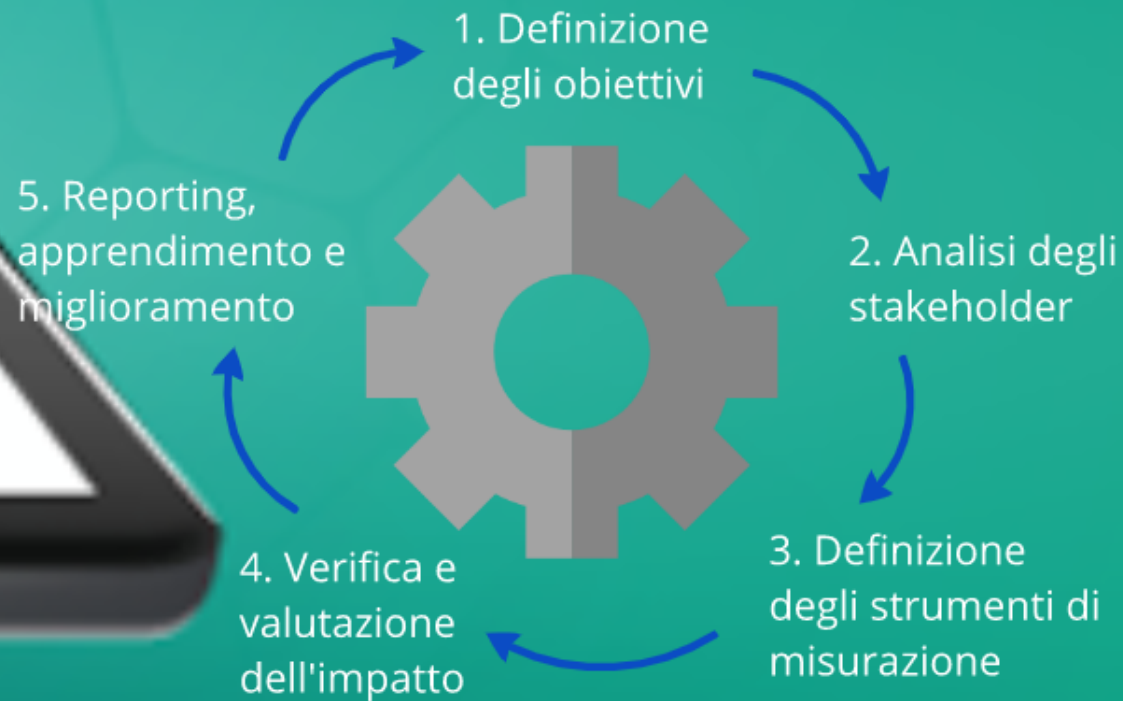 1. Definizione
degli obiettivi
2. Analisi degli
stakeholder
3. Definizione
degli strumenti di
misurazione
4. Verifica e
valutazione
dell'impatto
5. Reporting,
apprendimento e
miglioramento